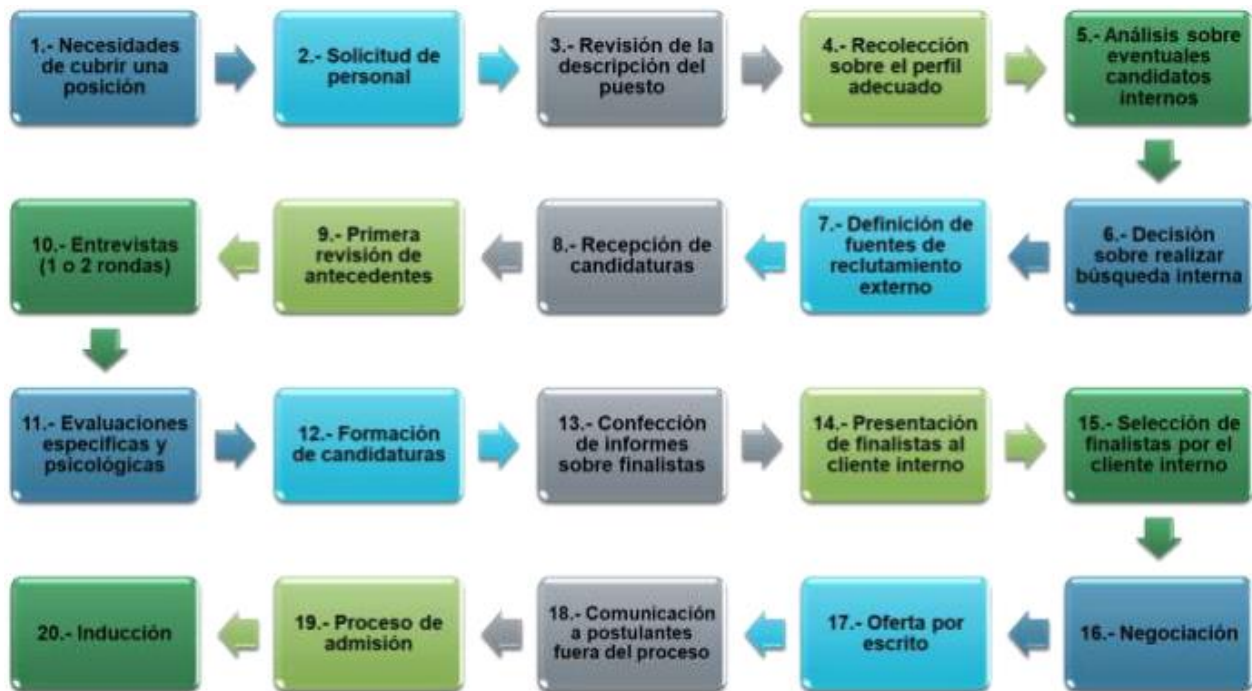 1.- Necesidades
de cubrir una
posición
2.- Solicitud de
personal
3.- Revisión de la
descripción del
puesto
4.- Recolección
sobre el perfil
adecuado
5.- Análisis sobre
eventuales
candidatos
internos
6.- Decisión
sobre realizar
búsqueda interna
7.- Definición de
fuentes de
reclutamiento
externo
8.- Recepción de
candidaturas
9.- Primera
revisión de
antecedentes
10.- Entrevistas
(1 o 2 rondas)
11.- Evaluaciones
especificas y
psicológicas
12.- Formación
de candidaturas
13.- Confección
de informes
sobre finalistas
14.- Presentación
de finalistas al
cliente interno
15.- Selección de
finalistas por el
cliente interno
16.- Negociación
17.- Oferta por
escrito
18.- Comunicación
a postulantes
fuera del proceso
19.- Proceso de
admisión
20.- Inducción